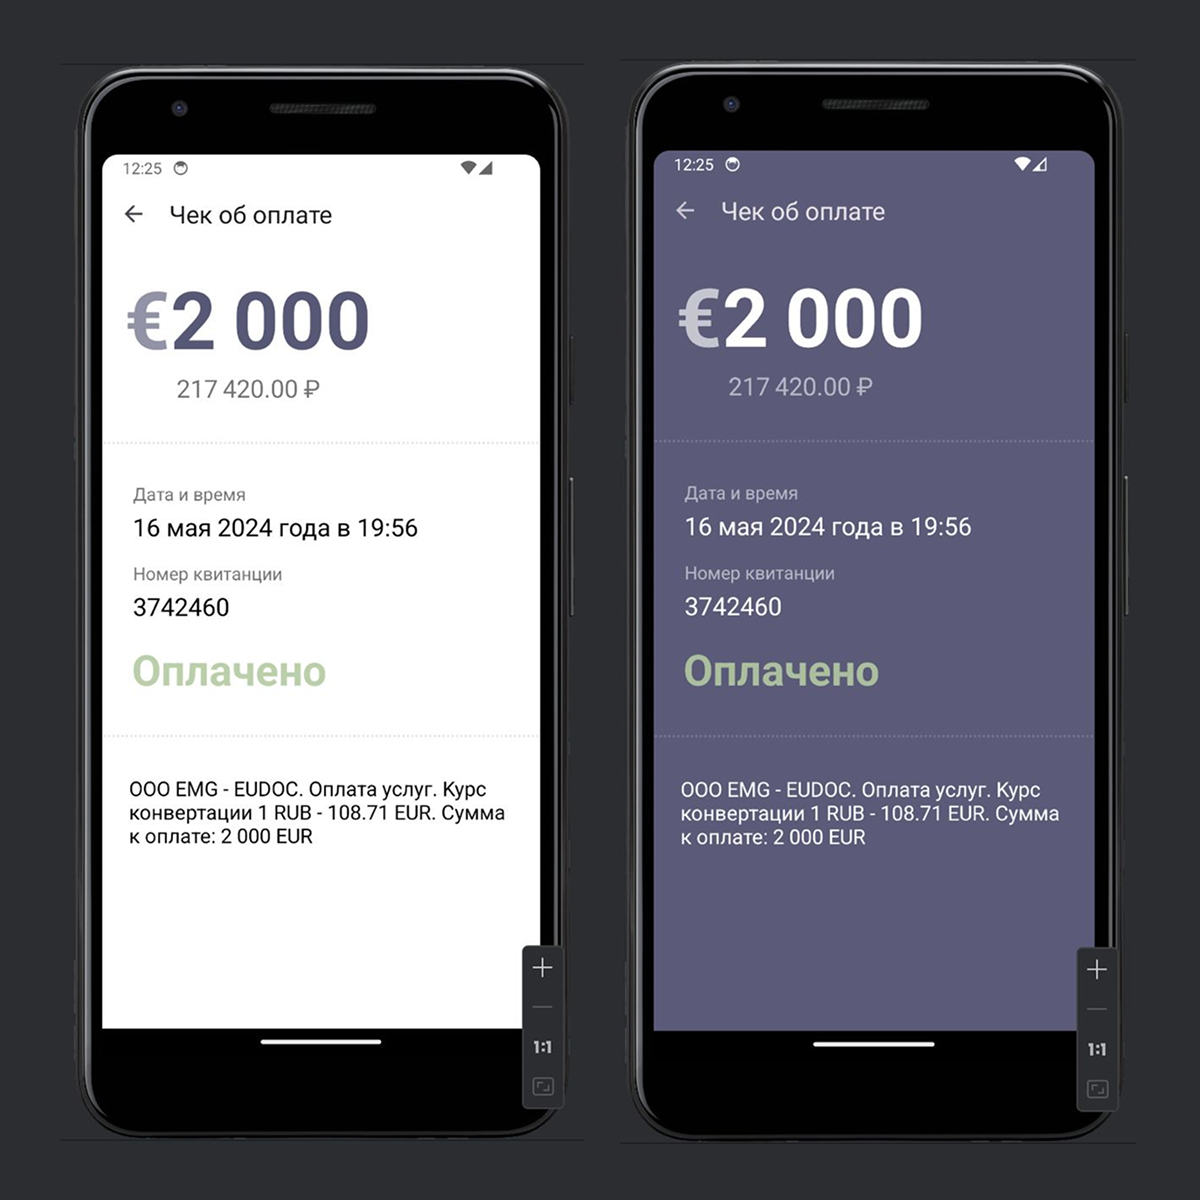 12:25
Чек об оплате
€2 000
217 420.00 ₽
Дата и время
16 мая 2024 года в 19:56
Номер квитанции
3742460
Оплачено
ООО EMG - EUDOC. Оплата услуг. Курс
конвертации 1 RUB - 108.71 EUR. Сумма
к оплате: 2 000 EUR
1:1
12:25
Чек об оплате
€2 000
217 420.00 ₽
Дата и время
16 мая 2024 года в 19:56
Номер квитанции
3742460
Оплачено
ООО EMG - EUDOC. Оплата услуг. Курс
конвертации 1 RUB - 108.71 EUR. Сумма
к оплате: 2 000 EUR
1:1